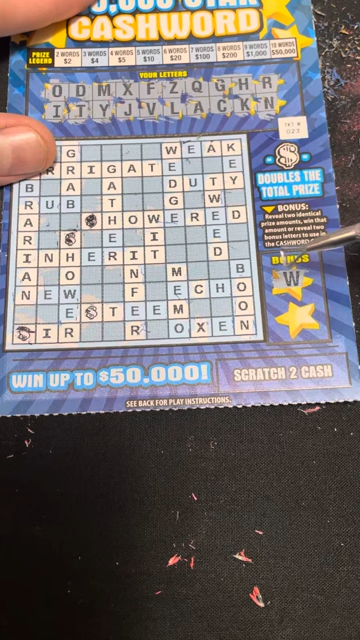 CASHWORD
PRIZE LEGEND
2 WORDS $2
3 WORDS $4
4 WORDS $5
5 WORDS $10
6 WORDS $20
7 WORDS $100
8 WORDS $200
9 WORDS $1,000
10 WORDS $50,000
YOUR LETTERS
O D M X F Z Q G H R
I T Y J V L A C K N
TKT #
023
WEAK
DUTY
RUB
HOWERED
INHERIT
NEW
ECHO
STEEM
OXEN
DOUBLES THE
TOTAL PRIZE
BONUS:
Reveal two identical
prize amounts, win that
amount or reveal two
bonus letters to use in
the CASHWORD
BONUS
W
WIN UP TO $50,000!
SCRATCH 2 CASH
SEE BACK FOR PLAY INSTRUCTIONS.